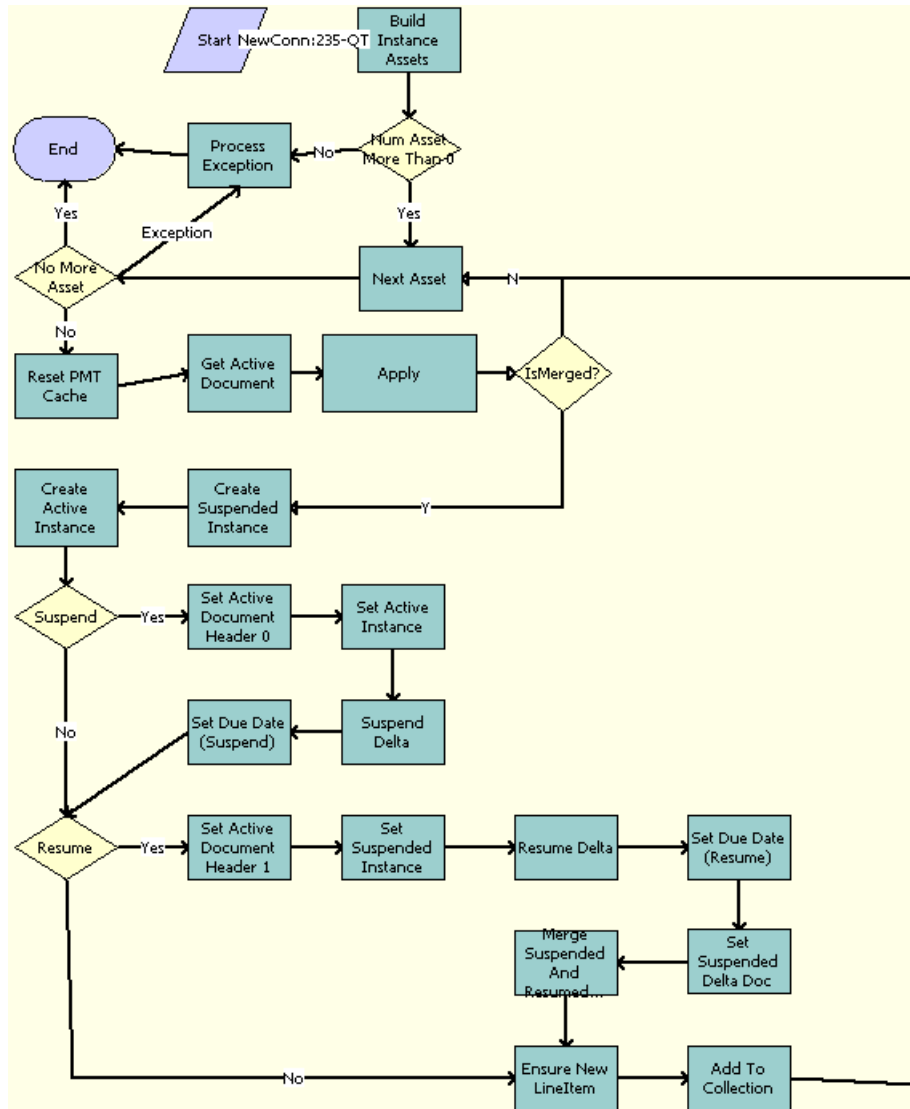 Start
NewConn:235-QT
Build
Instance
Assets
End
Process
Exception
No
Num Asset
More Than 0
Yes
Yes
Exception
No More
Asset
Next Asset
N
No
Reset PMT
Cache
Get Active
Document
Apply
IsMerged?
Create
Active
Instance
Create
Suspended
Instance
Y
Suspend
Yes
Set Active
Document
Header 0
Set Active
Instance
No
Set Due Date
(Suspend)
Suspend
Delta
Resume
Yes
Set Active
Document
Header 1
Set
Suspended
Instance
Resume Delta
Set Due Date
(Resume)
Merge
Suspended
And
Resumed...
Set
Suspended
Delta Doc
No
Ensure New
LineItem
Add To
Collection